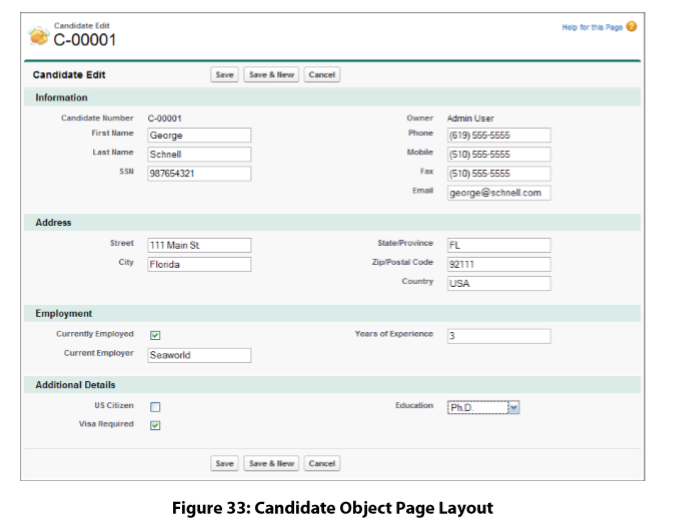 Candidate Edit
C-00001
Help for this Page ?
Candidate Edit Save Save & New Cancel
Information
Candidate Number C-00001 Owner Admin User
First Name George Phone (619) 555-5555
Last Name Schnell Mobile (510) 555-5555
SSN 987654321 Fax (510) 555-5555
Email george@schnell.com
Address
Street 111 Main St. State/Province FL
City Florida Zip/Postal Code 92111
Country USA
Employment
Currently Employed Years of Experience 3
Current Employer Seaworld
Additional Details
US Citizen Education Ph.D.
Visa Required
Save Save & New Cancel
Figure 33: Candidate Object Page Layout